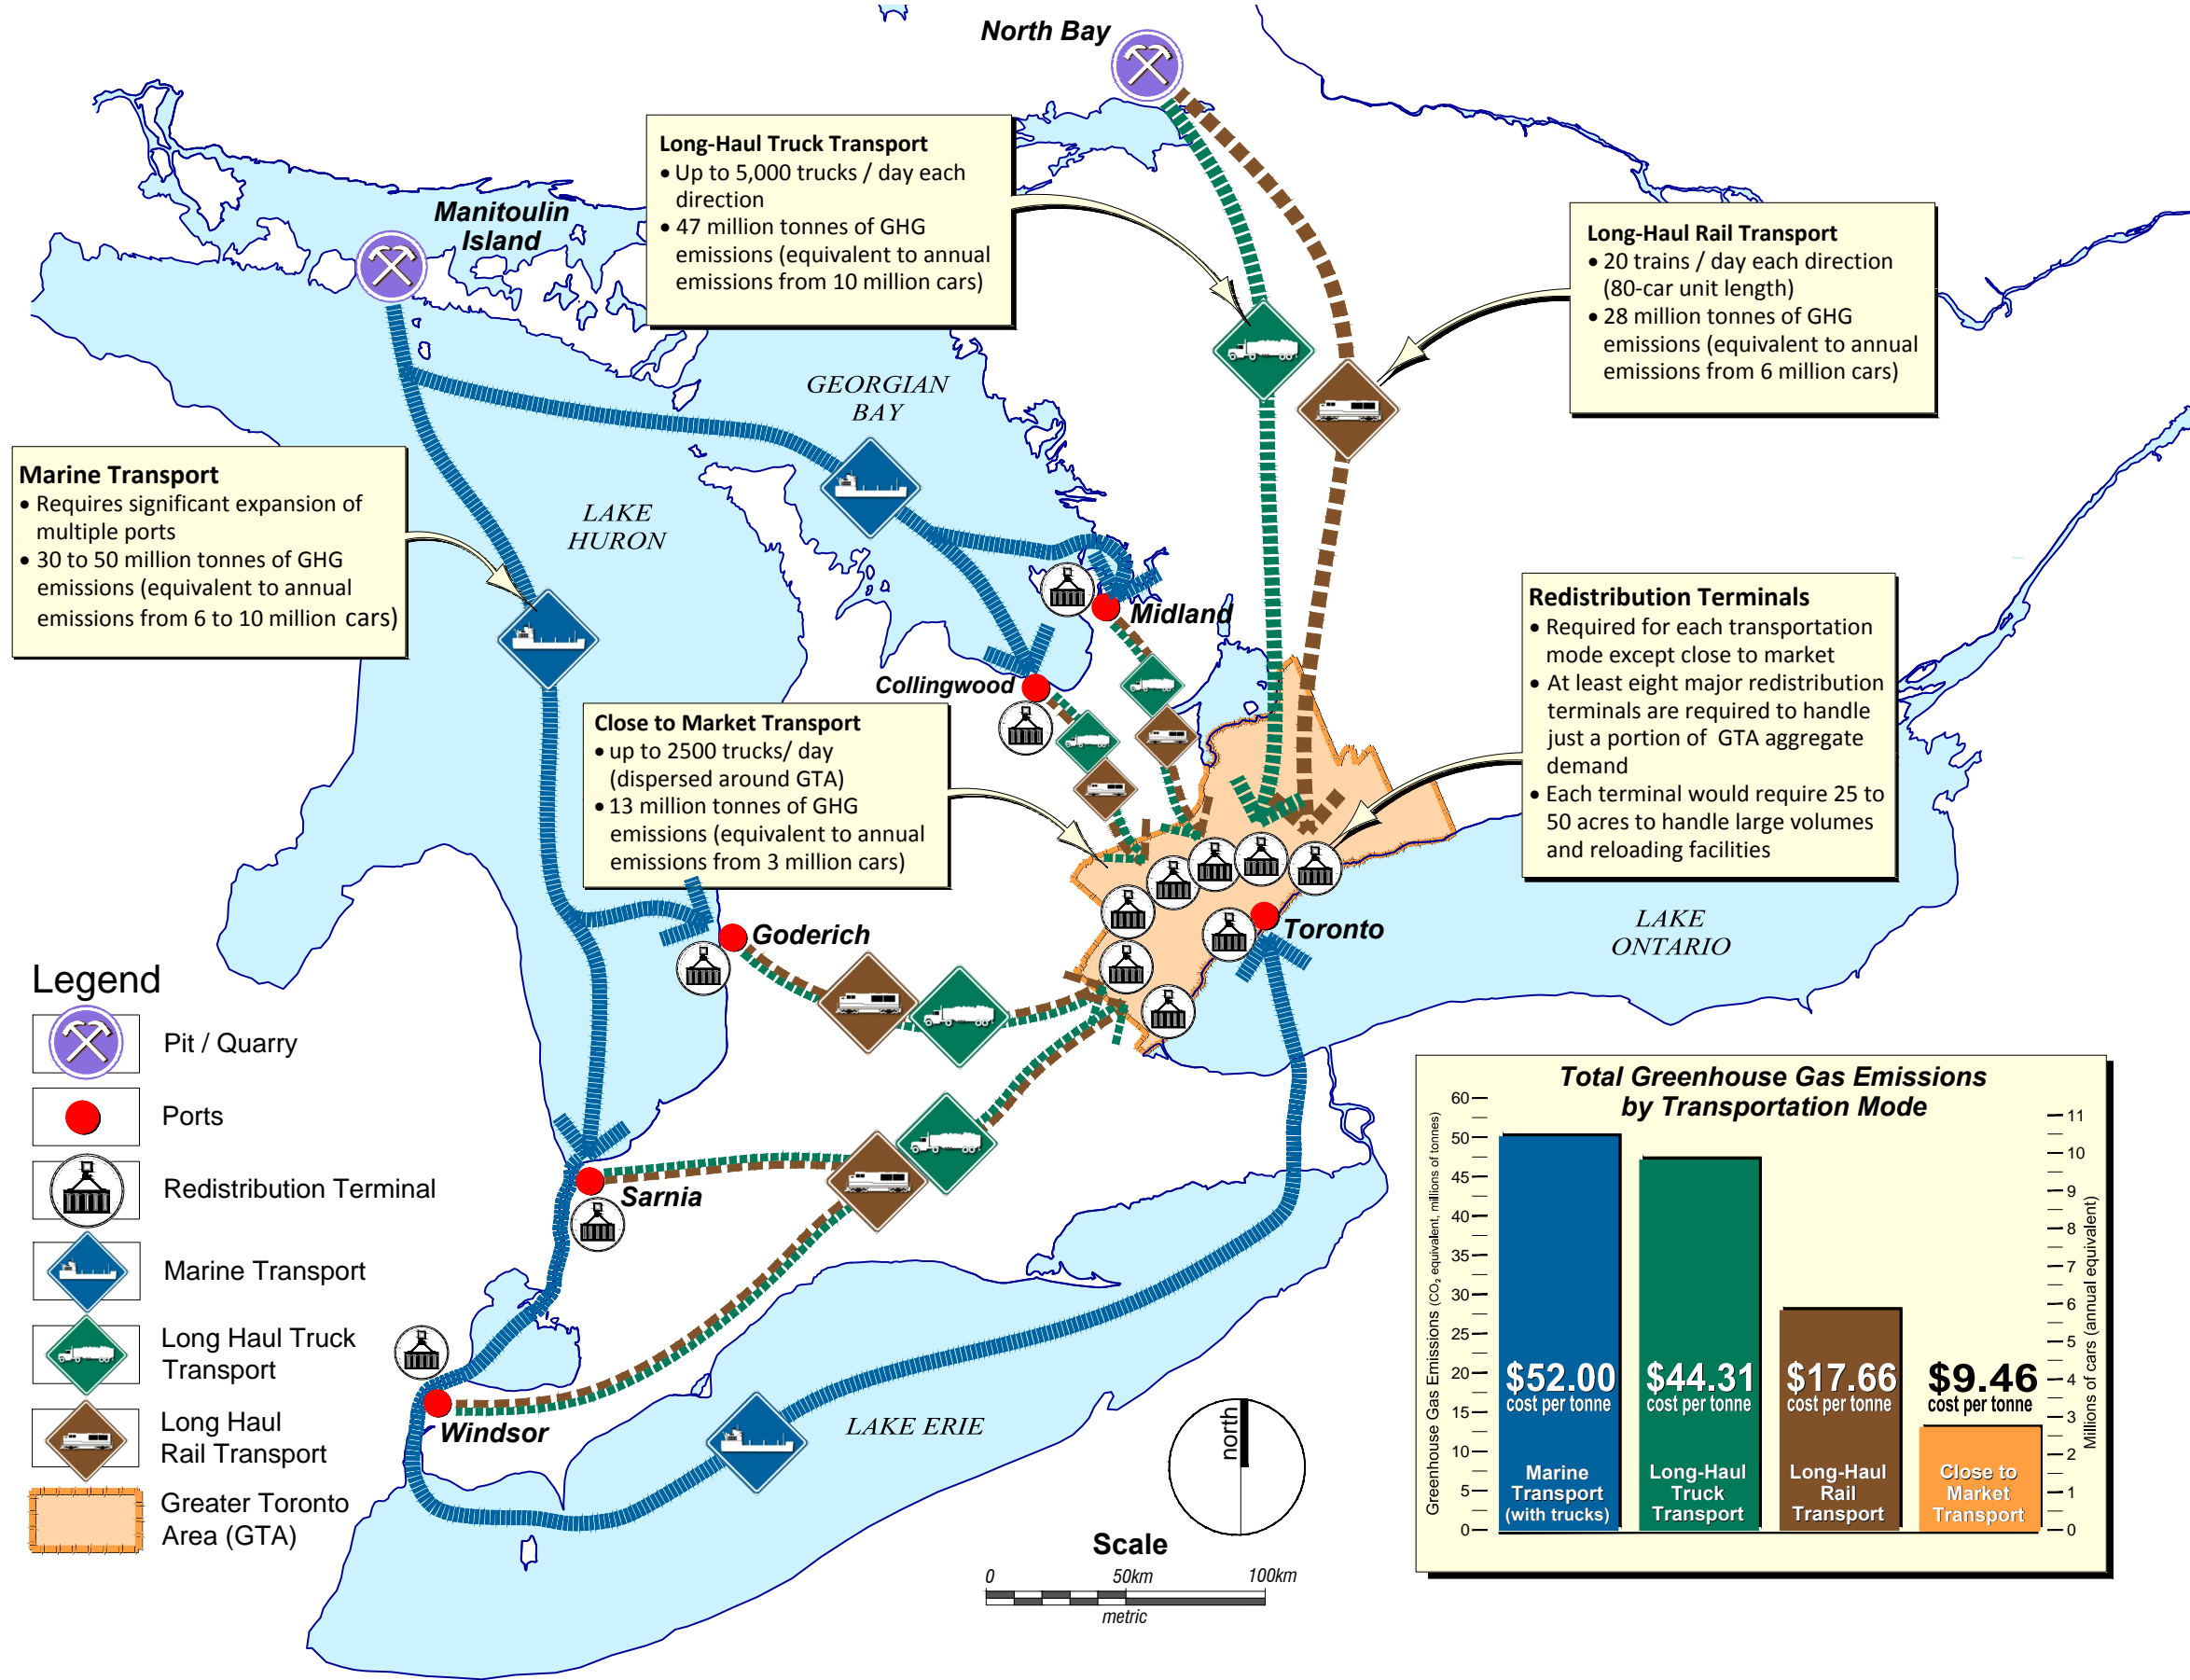 North Bay
Long-Haul Truck Transport
• Up to 5,000 trucks / day each
direction
• 47 million tonnes of GHG
emissions (equivalent to annual
emissions from 10 million cars)
Manitoulin
Island
Long-Haul Rail Transport
• 20 trains / day each direction
(80-car unit length)
• 28 million tonnes of GHG
emissions (equivalent to annual
emissions from 6 million cars)
GEORGIAN
BAY
Marine Transport
• Requires significant expansion of
multiple ports
• 30 to 50 million tonnes of GHG
emissions (equivalent to annual
emissions from 6 to 10 million cars)
LAKE
HURON
Midland
Collingwood
Redistribution Terminals
• Required for each transportation
mode except close to market
• At least eight major redistribution
terminals are required to handle
just a portion of GTA aggregate
demand
• Each terminal would require 25 to
50 acres to handle large volumes
and reloading facilities
Close to Market Transport
• up to 2500 trucks/ day
(dispersed around GTA)
• 13 million tonnes of GHG
emissions (equivalent to annual
emissions from 3 million cars)
Goderich
Toronto
LAKE
ONTARIO
Sarnia
Windsor
LAKE ERIE
Legend
Pit / Quarry
Ports
Redistribution Terminal
Marine Transport
Long Haul Truck
Transport
Long Haul
Rail Transport
Greater Toronto
Area (GTA)
north
Scale
0 50km 100km
metric
Total Greenhouse Gas Emissions
by Transportation Mode
Greenhouse Gas Emissions (CO₂ equivalent, millions of tonnes)
60
50
45
40
35
30
25
20
15
10
5
0
$52.00
cost per tonne
Marine
Transport
(with trucks)
$44.31
cost per tonne
Long-Haul
Truck
Transport
$17.66
cost per tonne
Long-Haul
Rail
Transport
$9.46
cost per tonne
Close to
Market
Transport
11
10
9
8
7
6
5
4
3
2
1
0
Millions of cars (annual equivalent)